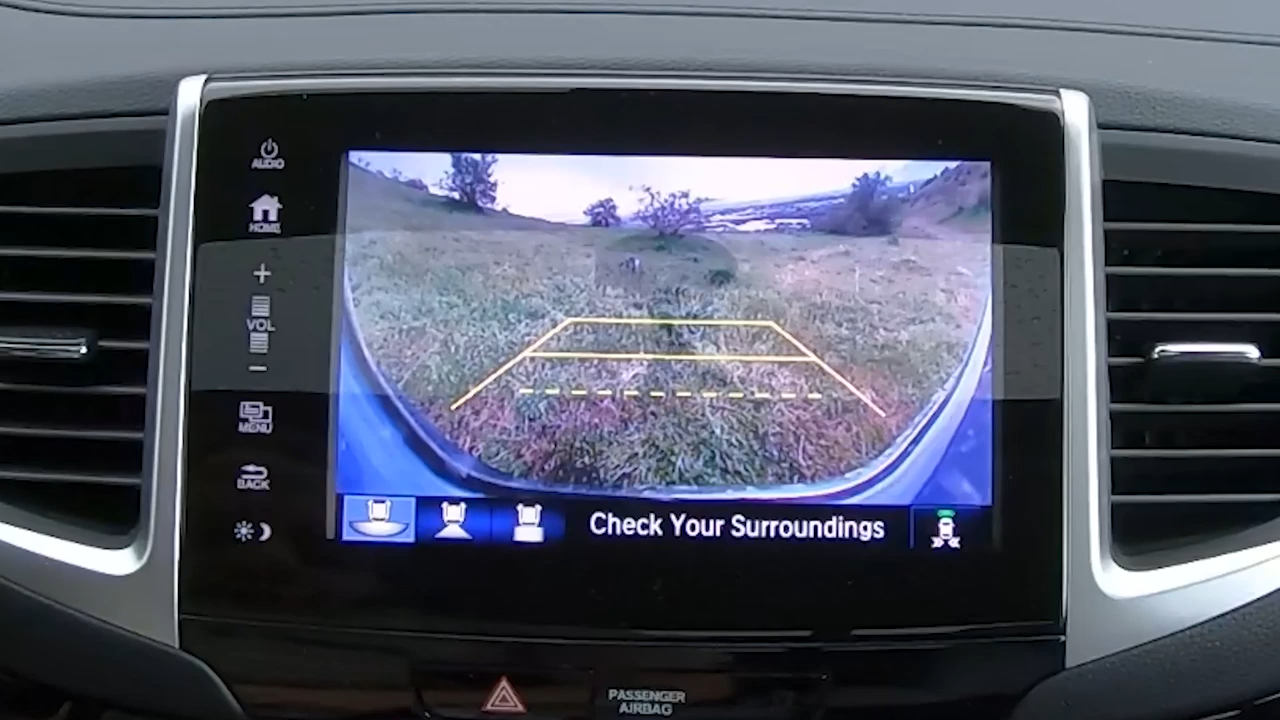 AUDIO
HOME
+
VOL
−
MENU
BACK
Check Your Surroundings
PASSENGER
AIRBAG